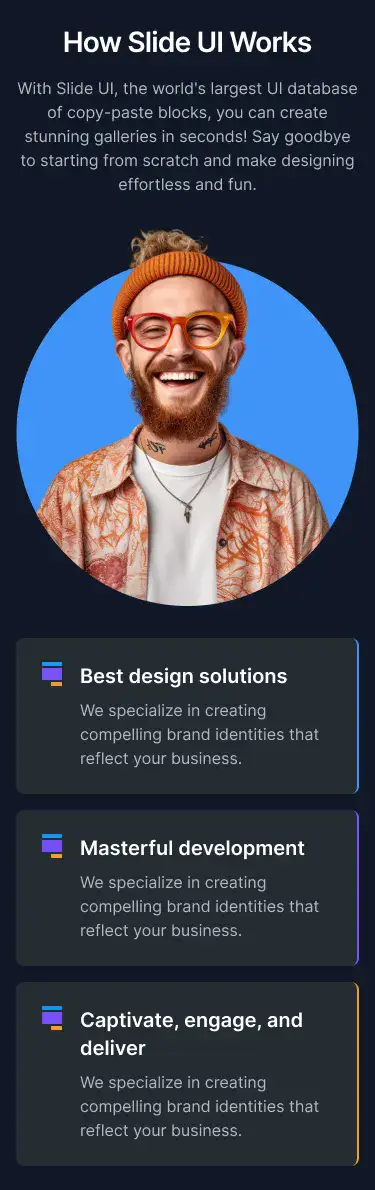 How Slide UI Works
With Slide UI, the world's largest UI database
of copy-paste blocks, you can create
stunning galleries in seconds! Say goodbye
to starting from scratch and make designing
effortless and fun.
Best design solutions
We specialize in creating
compelling brand identities that
reflect your business.
Masterful development
We specialize in creating
compelling brand identities that
reflect your business.
Captivate, engage, and
deliver
We specialize in creating
compelling brand identities that
reflect your business.